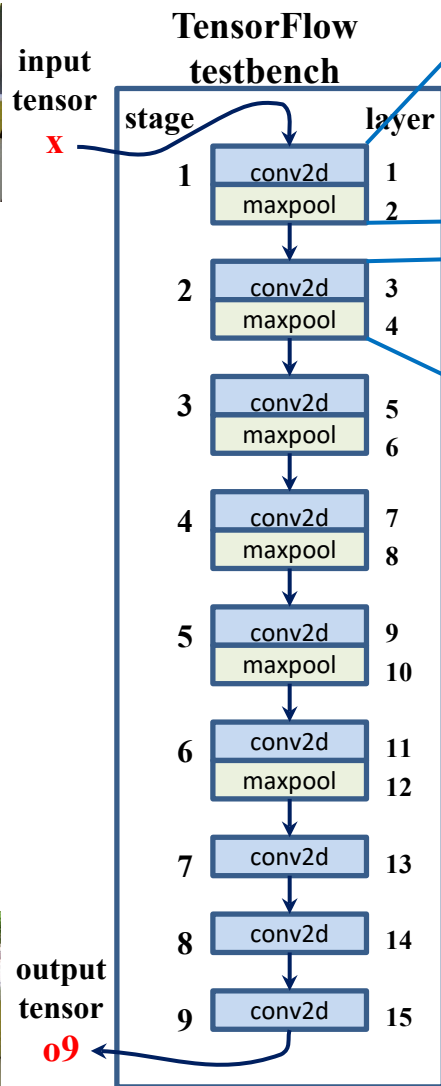 TensorFlow
testbench
input
tensor
x
stage
layer
1
conv2d
1
maxpool
2
2
conv2d
3
maxpool
4
3
conv2d
5
maxpool
6
4
conv2d
7
maxpool
8
5
conv2d
9
maxpool
10
6
conv2d
11
maxpool
12
7
conv2d
13
8
conv2d
14
9
conv2d
15
output
tensor
o9